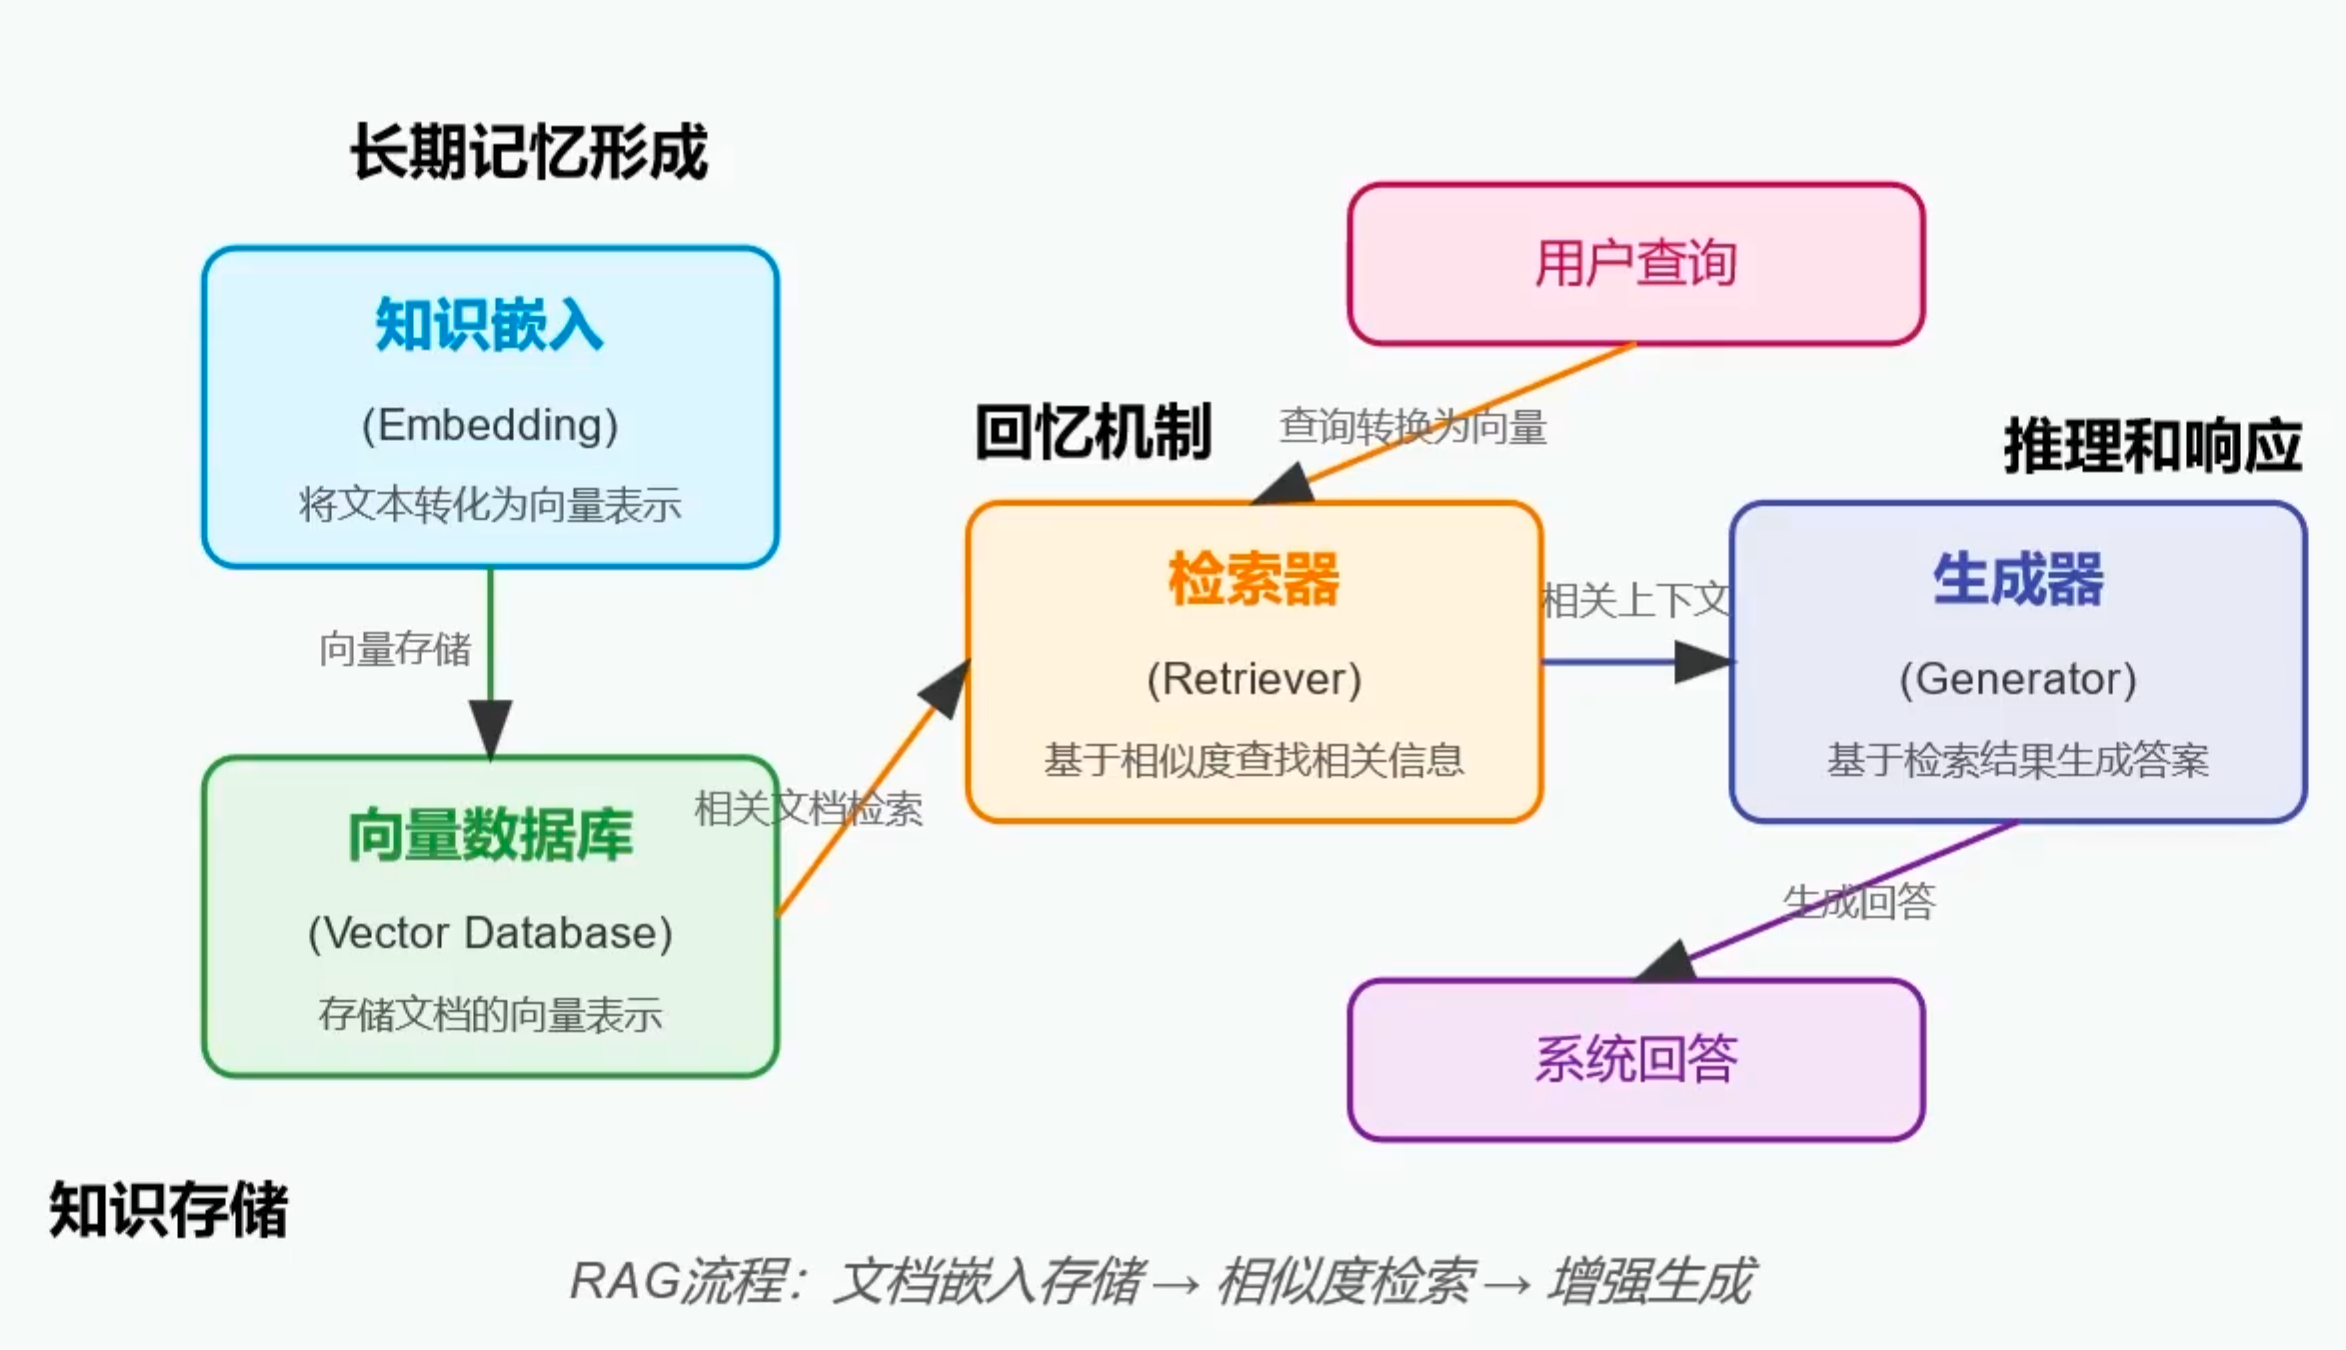 长期记忆形成
知识嵌入
(Embedding)
将文本转化为向量表示
向量存储
向量数据库
(Vector Database)
存储文档的向量表示
知识存储
相关文档检索
用户查询
查询转换为向量
回忆机制
检索器
(Retriever)
基于相似度查找相关信息
相关上下文
推理和响应
生成器
(Generator)
基于检索结果生成答案
生成回答
系统回答
RAG流程：文档嵌入存储→相似度检索→增强生成